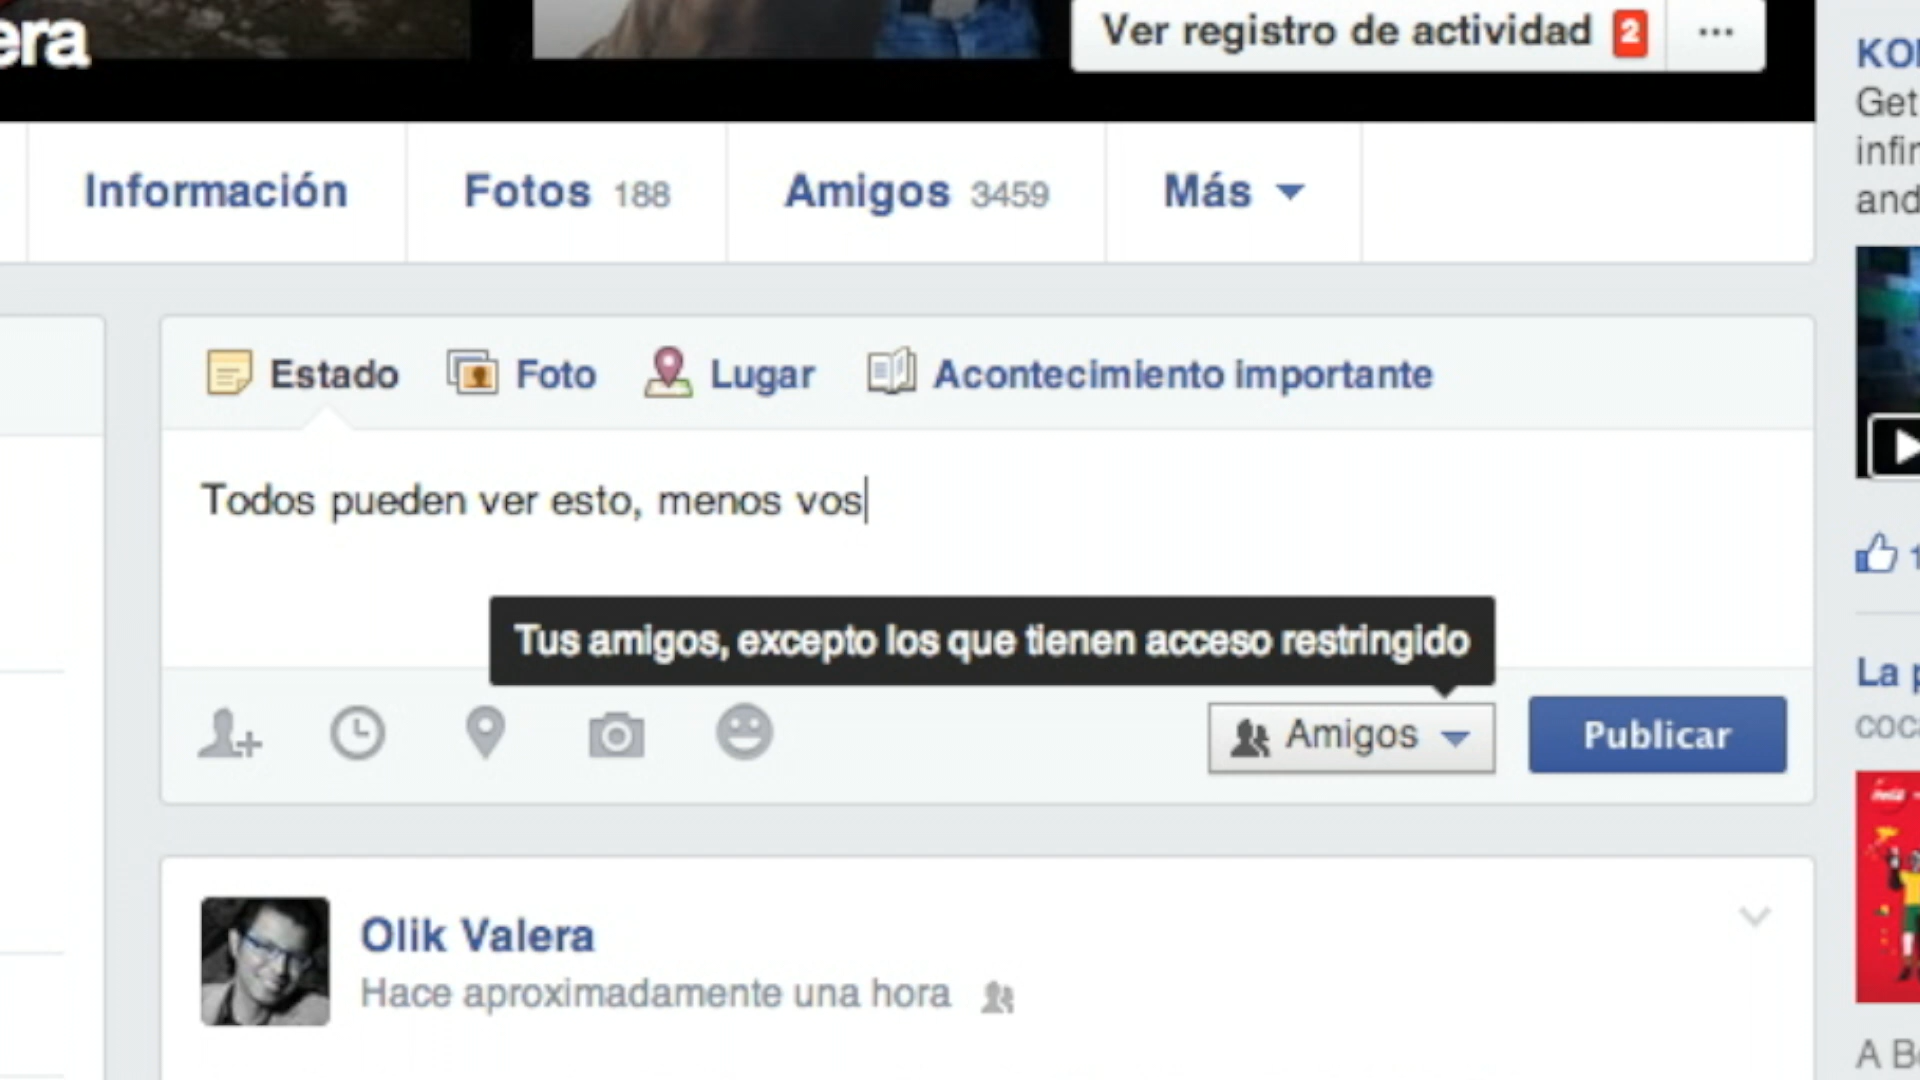 era
Ver registro de actividad 2 ...
Información
Fotos 188
Amigos 3459
Más
Estado
Foto
Lugar
Acontecimiento importante
Todos pueden ver esto, menos vos
Tus amigos, excepto los que tienen acceso restringido
Amigos
Publicar
Olik Valera
Hace aproximadamente una hora
Get
and
La
A